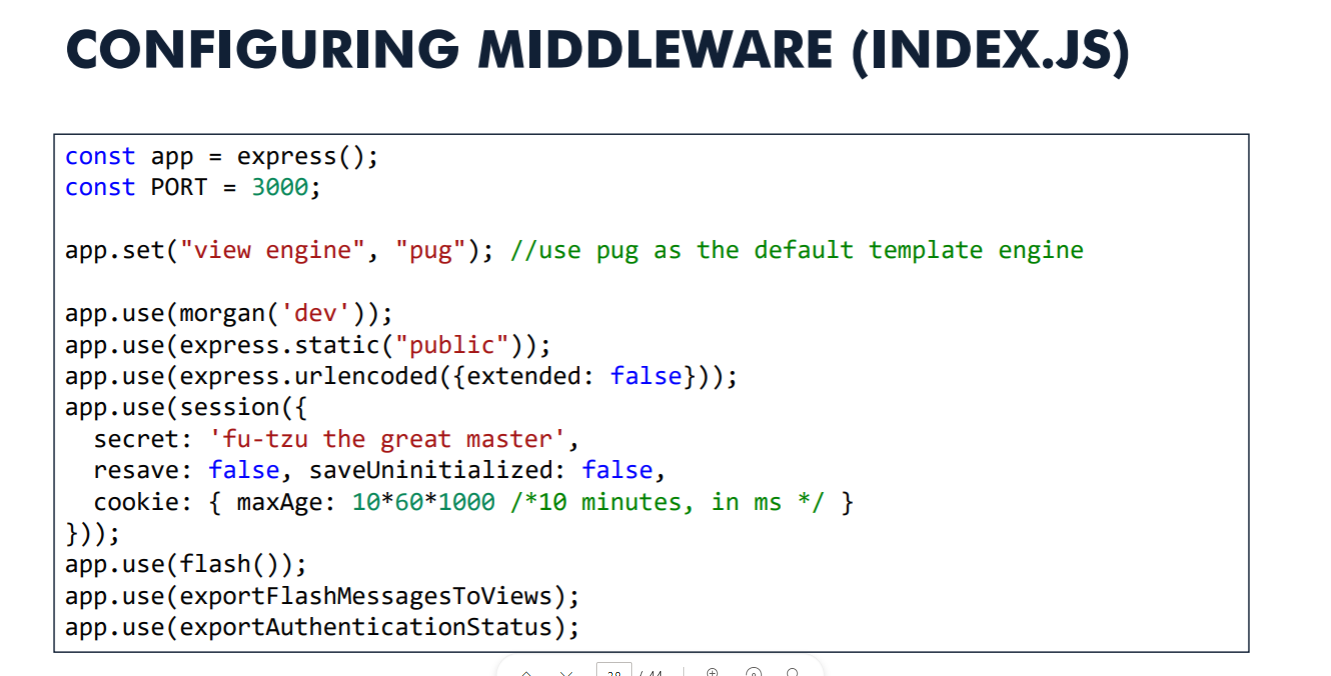 CONFIGURING MIDDLEWARE (INDEX.JS)
const app = express();
const PORT = 3000;
app.set("view engine", "pug"); //use pug as the default template engine
app.use(morgan('dev'));
app.use(express.static("public"));
app.use(express.urlencoded({extended: false}));
app.use(session({
  secret: 'fu-tzu the great master',
  resave: false, saveUninitialized: false,
  cookie: { maxAge: 10*60*1000 /*10 minutes, in ms */ }
}));
app.use(flash());
app.use(exportFlashMessagesToViews);
app.use(exportAuthenticationStatus);